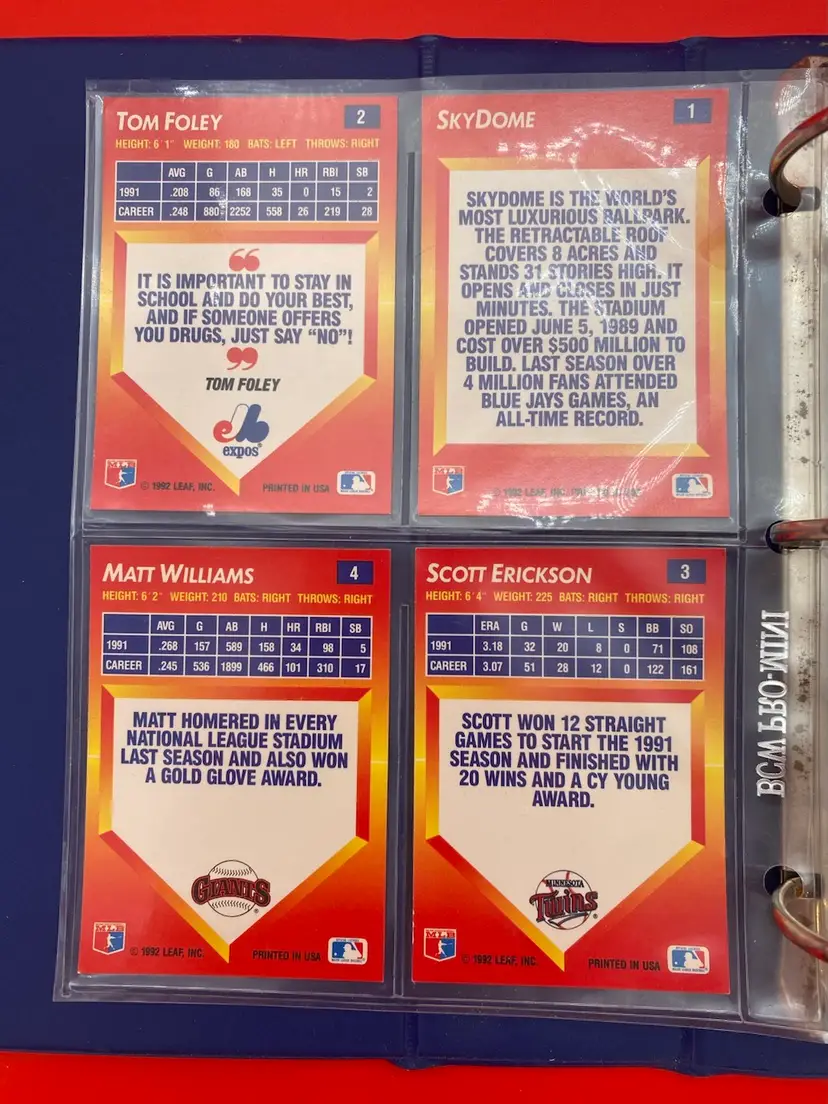 TOM FOLEY 2
HEIGHT: 6'1" WEIGHT: 180 BATS: LEFT THROWS: RIGHT
AVG G AB H HR RBI SB
1991 .208 86 168 35 0 15 2
CAREER .248 880 2252 558 26 219 28
“
IT IS IMPORTANT TO STAY IN
SCHOOL AND DO YOUR BEST,
AND IF SOMEONE OFFERS
YOU DRUGS, JUST SAY “NO”!
”
TOM FOLEY
expos®
MLB
© 1992 LEAF, INC. PRINTED IN USA
SKYDOME 1
SKYDOME IS THE WORLD'S
MOST LUXURIOUS BALLPARK.
THE RETRACTABLE ROOF
COVERS 8 ACRES AND
STANDS 31 STORIES HIGH. IT
OPENS AND CLOSES IN JUST
MINUTES. THE STADIUM
OPENED JUNE 5, 1989 AND
COST OVER $500 MILLION TO
BUILD. LAST SEASON OVER
4 MILLION FANS ATTENDED
BLUE JAYS GAMES, AN
ALL-TIME RECORD.
MLB
© 1992 LEAF, INC.
MATT WILLIAMS 4
HEIGHT: 6'2" WEIGHT: 210 BATS: RIGHT THROWS: RIGHT
AVG G AB H HR RBI SB
1991 .268 157 589 158 34 98 5
CAREER .245 536 1899 466 101 310 17
MATT HOMERED IN EVERY
NATIONAL LEAGUE STADIUM
LAST SEASON AND ALSO WON
A GOLD GLOVE AWARD.
GIANTS®
MLB
© 1992 LEAF, INC. PRINTED IN USA
SCOTT ERICKSON 3
HEIGHT: 6'4" WEIGHT: 225 BATS: RIGHT THROWS: RIGHT
ERA G W L S BB SO
1991 3.18 32 20 8 0 71 108
CAREER 3.07 51 28 12 0 122 161
SCOTT WON 12 STRAIGHT
GAMES TO START THE 1991
SEASON AND FINISHED WITH
20 WINS AND A CY YOUNG
AWARD.
MINNESOTA
Twins®
MLB
© 1992 LEAF, INC. PRINTED IN USA
BCW PRO-MINI